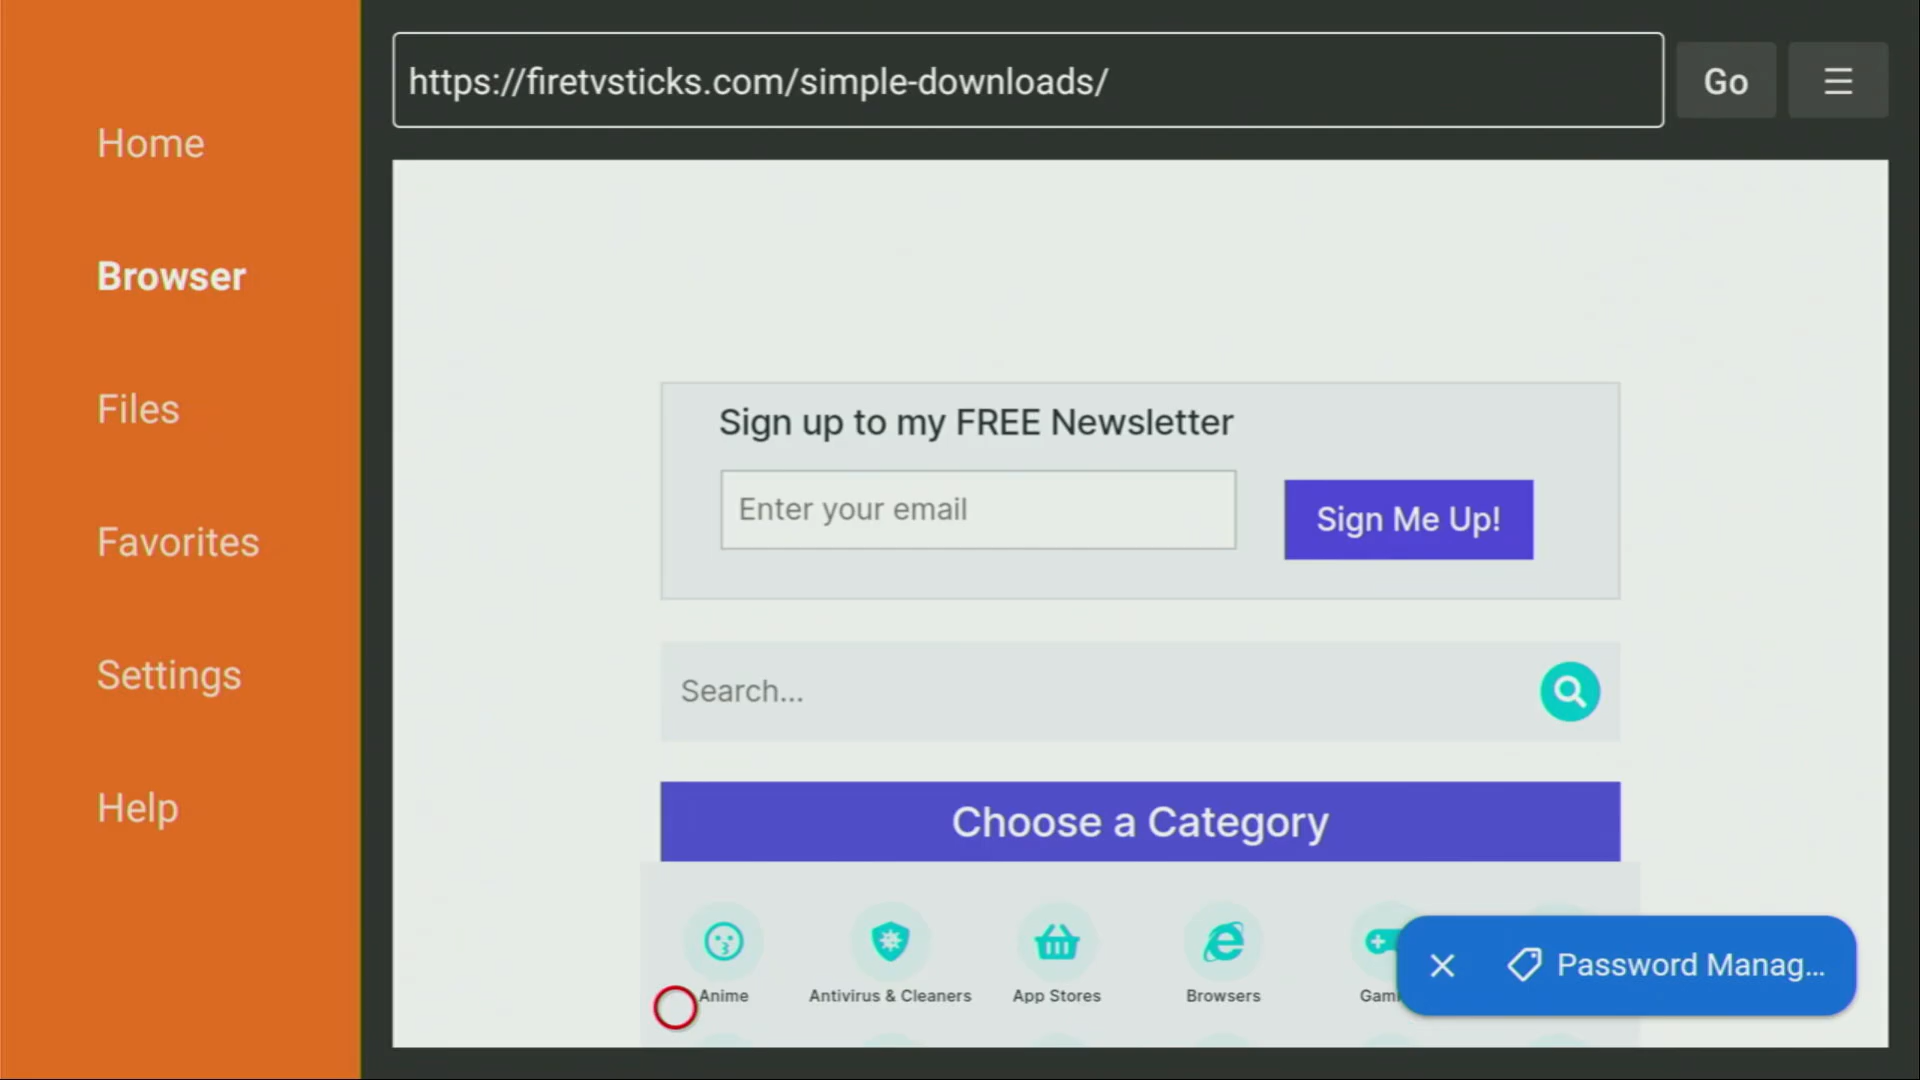 Home
Browser
Files
Favorites
Settings
Help
https://firetvsticks.com/simple-downloads/
Go
Sign up to my FREE Newsletter
Enter your email
Sign Me Up!
Search...
Choose a Category
Anime
Antivirus & Cleaners
App Stores
Browsers
Password Manag...